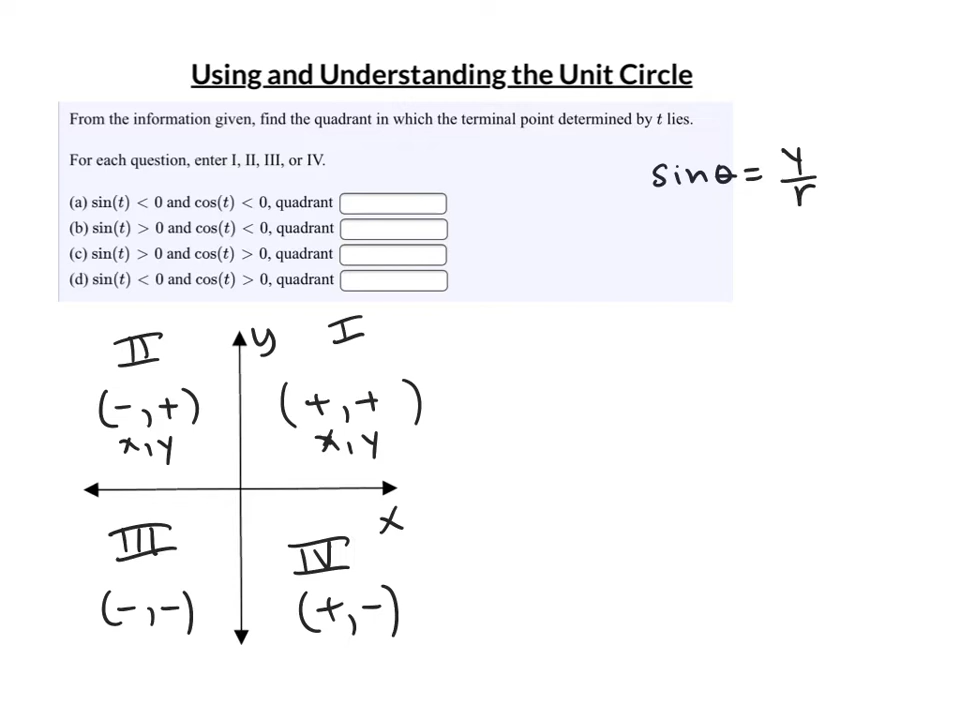 Using and Understanding the Unit Circle
From the information given, find the quadrant in which the terminal point determined by t lies.
For each question, enter I, II, III, or IV.
sin θ = y/r
(a) sin(t) < 0 and cos(t) < 0, quadrant
(b) sin(t) > 0 and cos(t) < 0, quadrant
(c) sin(t) > 0 and cos(t) > 0, quadrant
(d) sin(t) < 0 and cos(t) > 0, quadrant
II y I
(-,+) (+,+)
x,y x,y
x
III IV
(-,-) (+,-)